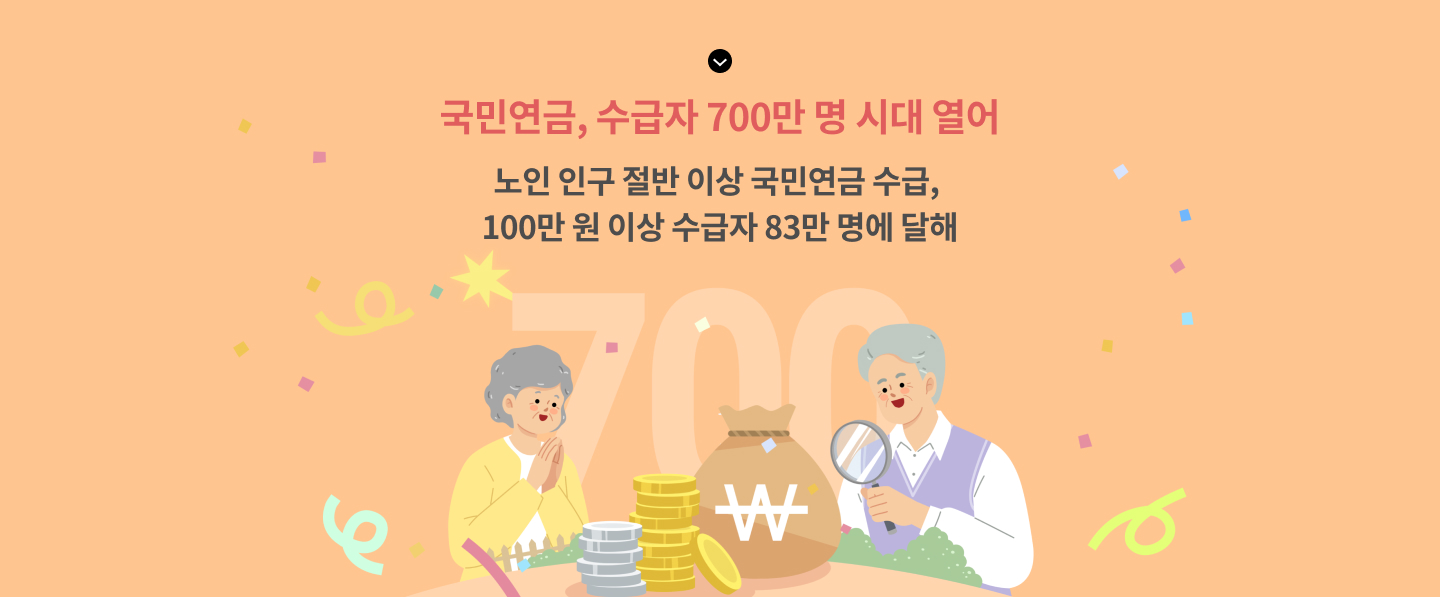 국민연금, 수급자 700만 명 시대 열어
노인 인구 절반 이상 국민연금 수급,
100만 원 이상 수급자 83만 명에 달해
700
₩